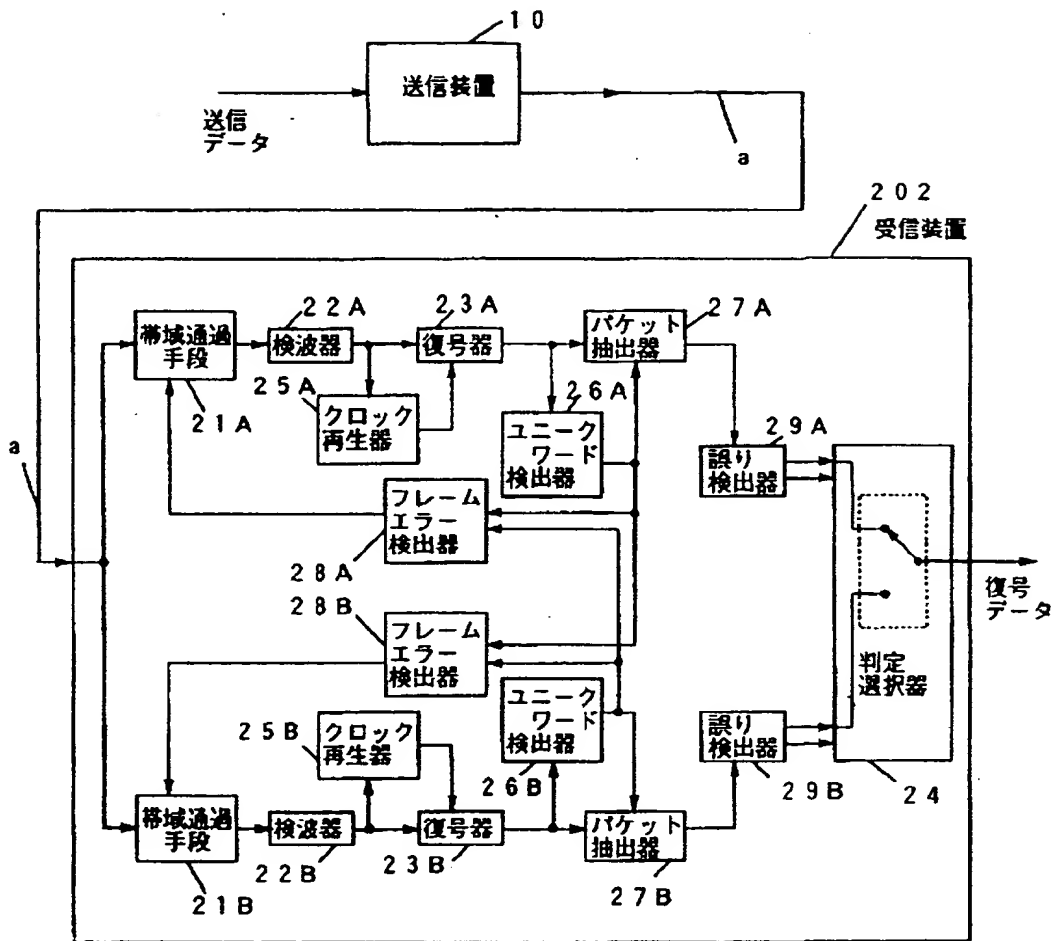 10
送信装置
送信
データ
a
202
受信装置
帯域通過
手段
21A
22A
検波器
23A
復号器
パケット
抽出器
27A
25A
クロック
再生器
26A
ユニーク
ワード
検出器
29A
誤り
検出器
a
フレーム
エラー
検出器
28A
28B
フレーム
エラー
検出器
復号
データ
判定
選択器
24
25B
クロック
再生器
ユニーク
ワード
検出器
26B
誤り
検出器
29B
帯域通過
手段
21B
検波器
22B
復号器
23B
パケット
抽出器
27B